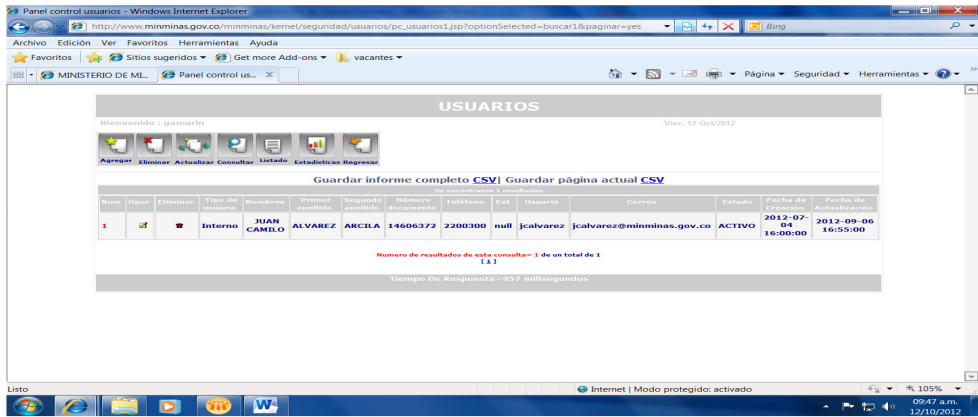 Panel control usuarios - Windows Internet Explorer
http://www.minminas.gov.co/minminas/kernel/seguridad/usuarios/pc_usuarios1.jsp?optionSelected=buscar1&paginar=yes
Bing
Archivo Edición Ver Favoritos Herramientas Ayuda
Favoritos Sitios sugeridos Get more Add-ons vacantes
MINISTERIO DE MI... Panel control us... X Página Seguridad Herramientas
USUARIOS
Bienvenido : gamarin Vier. 12 Oct/2012
Agregar Eliminar Actualizar Consultar Listado Estadisticas Regresar
Guardar informe completo CSV| Guardar página actual CSV
Se encontraron 1 resultados
Num Oper Eliminar Tipo de usuario Nombres Primer apellido Segundo apellido Número documento Teléfono Ext Usuario Correo Estado Fecha de Creación Fecha de Actualización
1 Interno JUAN CAMILO ALVAREZ ARCILA 14606372 2200300 null jcalvarez jcalvarez@minminas.gov.co ACTIVO 2012-07-04 16:00:00 2012-09-06 16:55:00
Numero de resultados de esta consulta= 1 de un total de 1
[1]
Tiempo De Respuesta=957 milisegundos
Listo Internet | Modo protegido: activado 105%
09:47 a.m.
12/10/2012